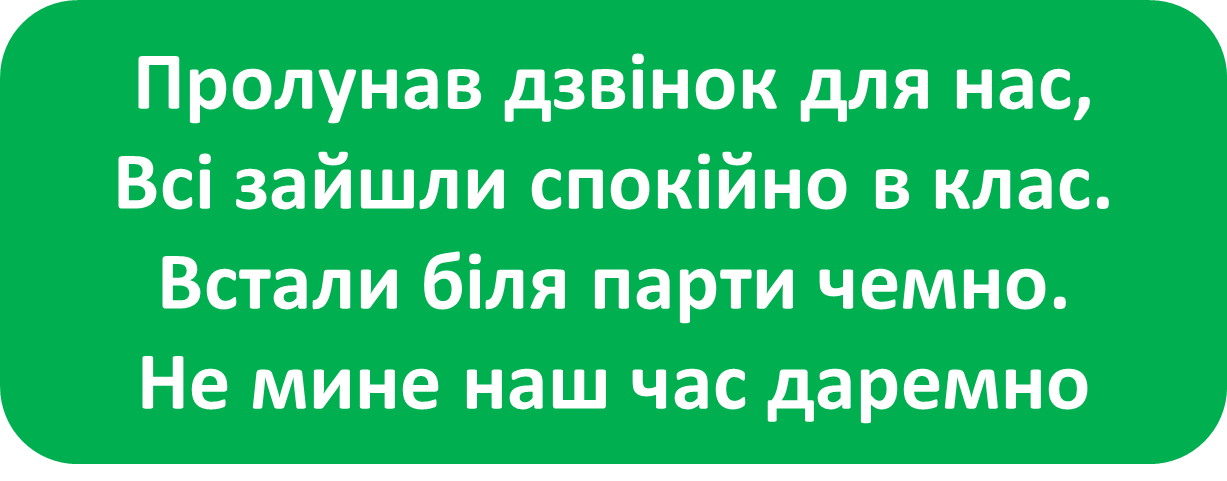 Пролунав дзвінок для нас,
Всі зайшли спокійно в клас.
Встали біля парти чемно.
Не мине наш час даремно